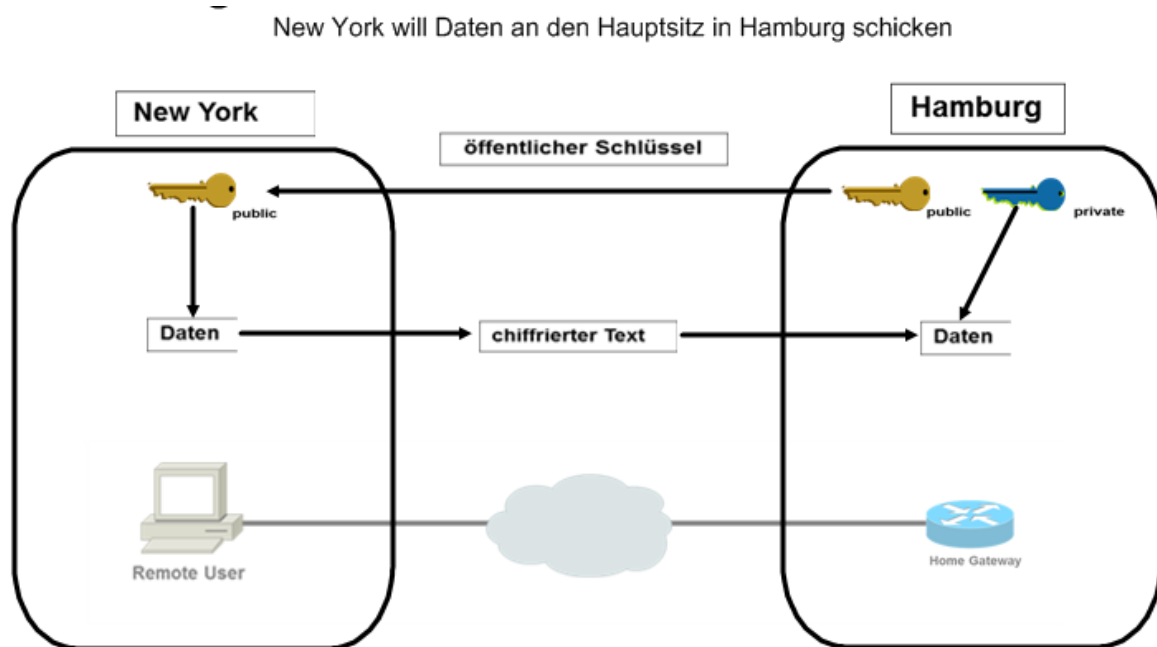 New York will Daten an den Hauptsitz in Hamburg schicken
New York
Hamburg
öffentlicher Schlüssel
public
public
private
Daten
chiffrierter Text
Daten
Remote User
Home Gateway